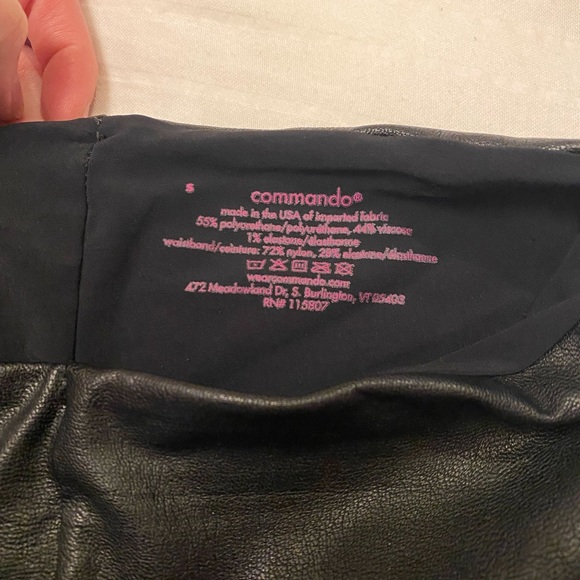 S
commando®
made in the USA of imported fabric
55% polyurethane/polyuréthane, 44% viscose
1% elastane/élasthanne
waistband/ceinture: 72% nylon, 28% elastane/élasthanne
wearcommando.com
472 Meadowland Dr, S. Burlington, VT 05403
RN# 115807